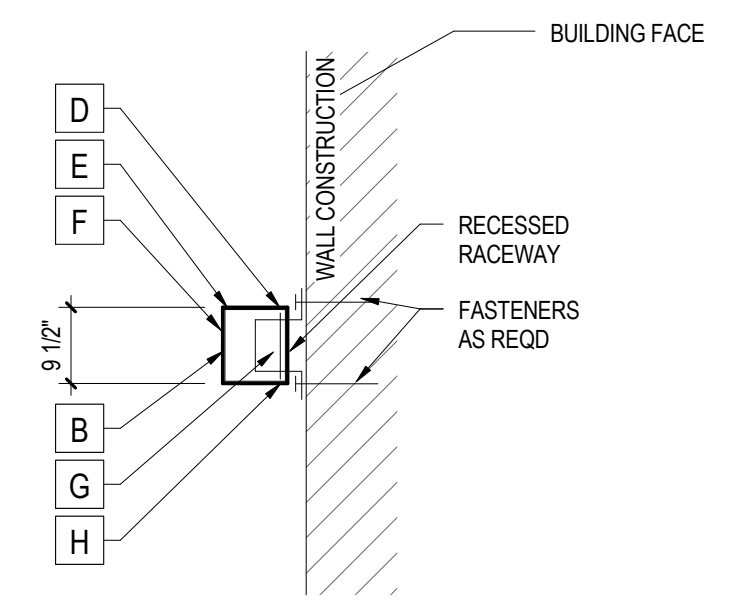 BUILDING FACE
WALL CONSTRUCTION
D
E
F
RECESSED
RACEWAY
FASTENERS
AS REQD
9 1/2"
B
G
H